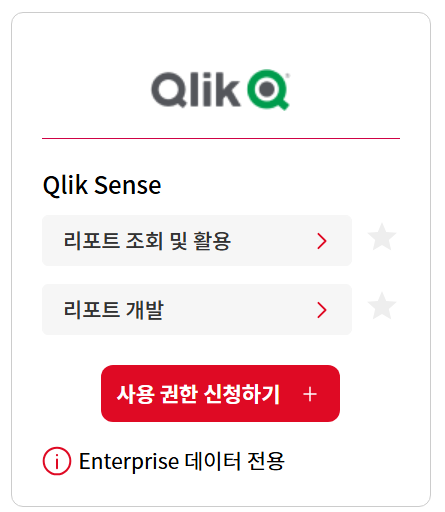 Qlik
Qlik Sense
리포트 조회 및 활용
리포트 개발
사용 권한 신청하기 +
Enterprise 데이터 전용